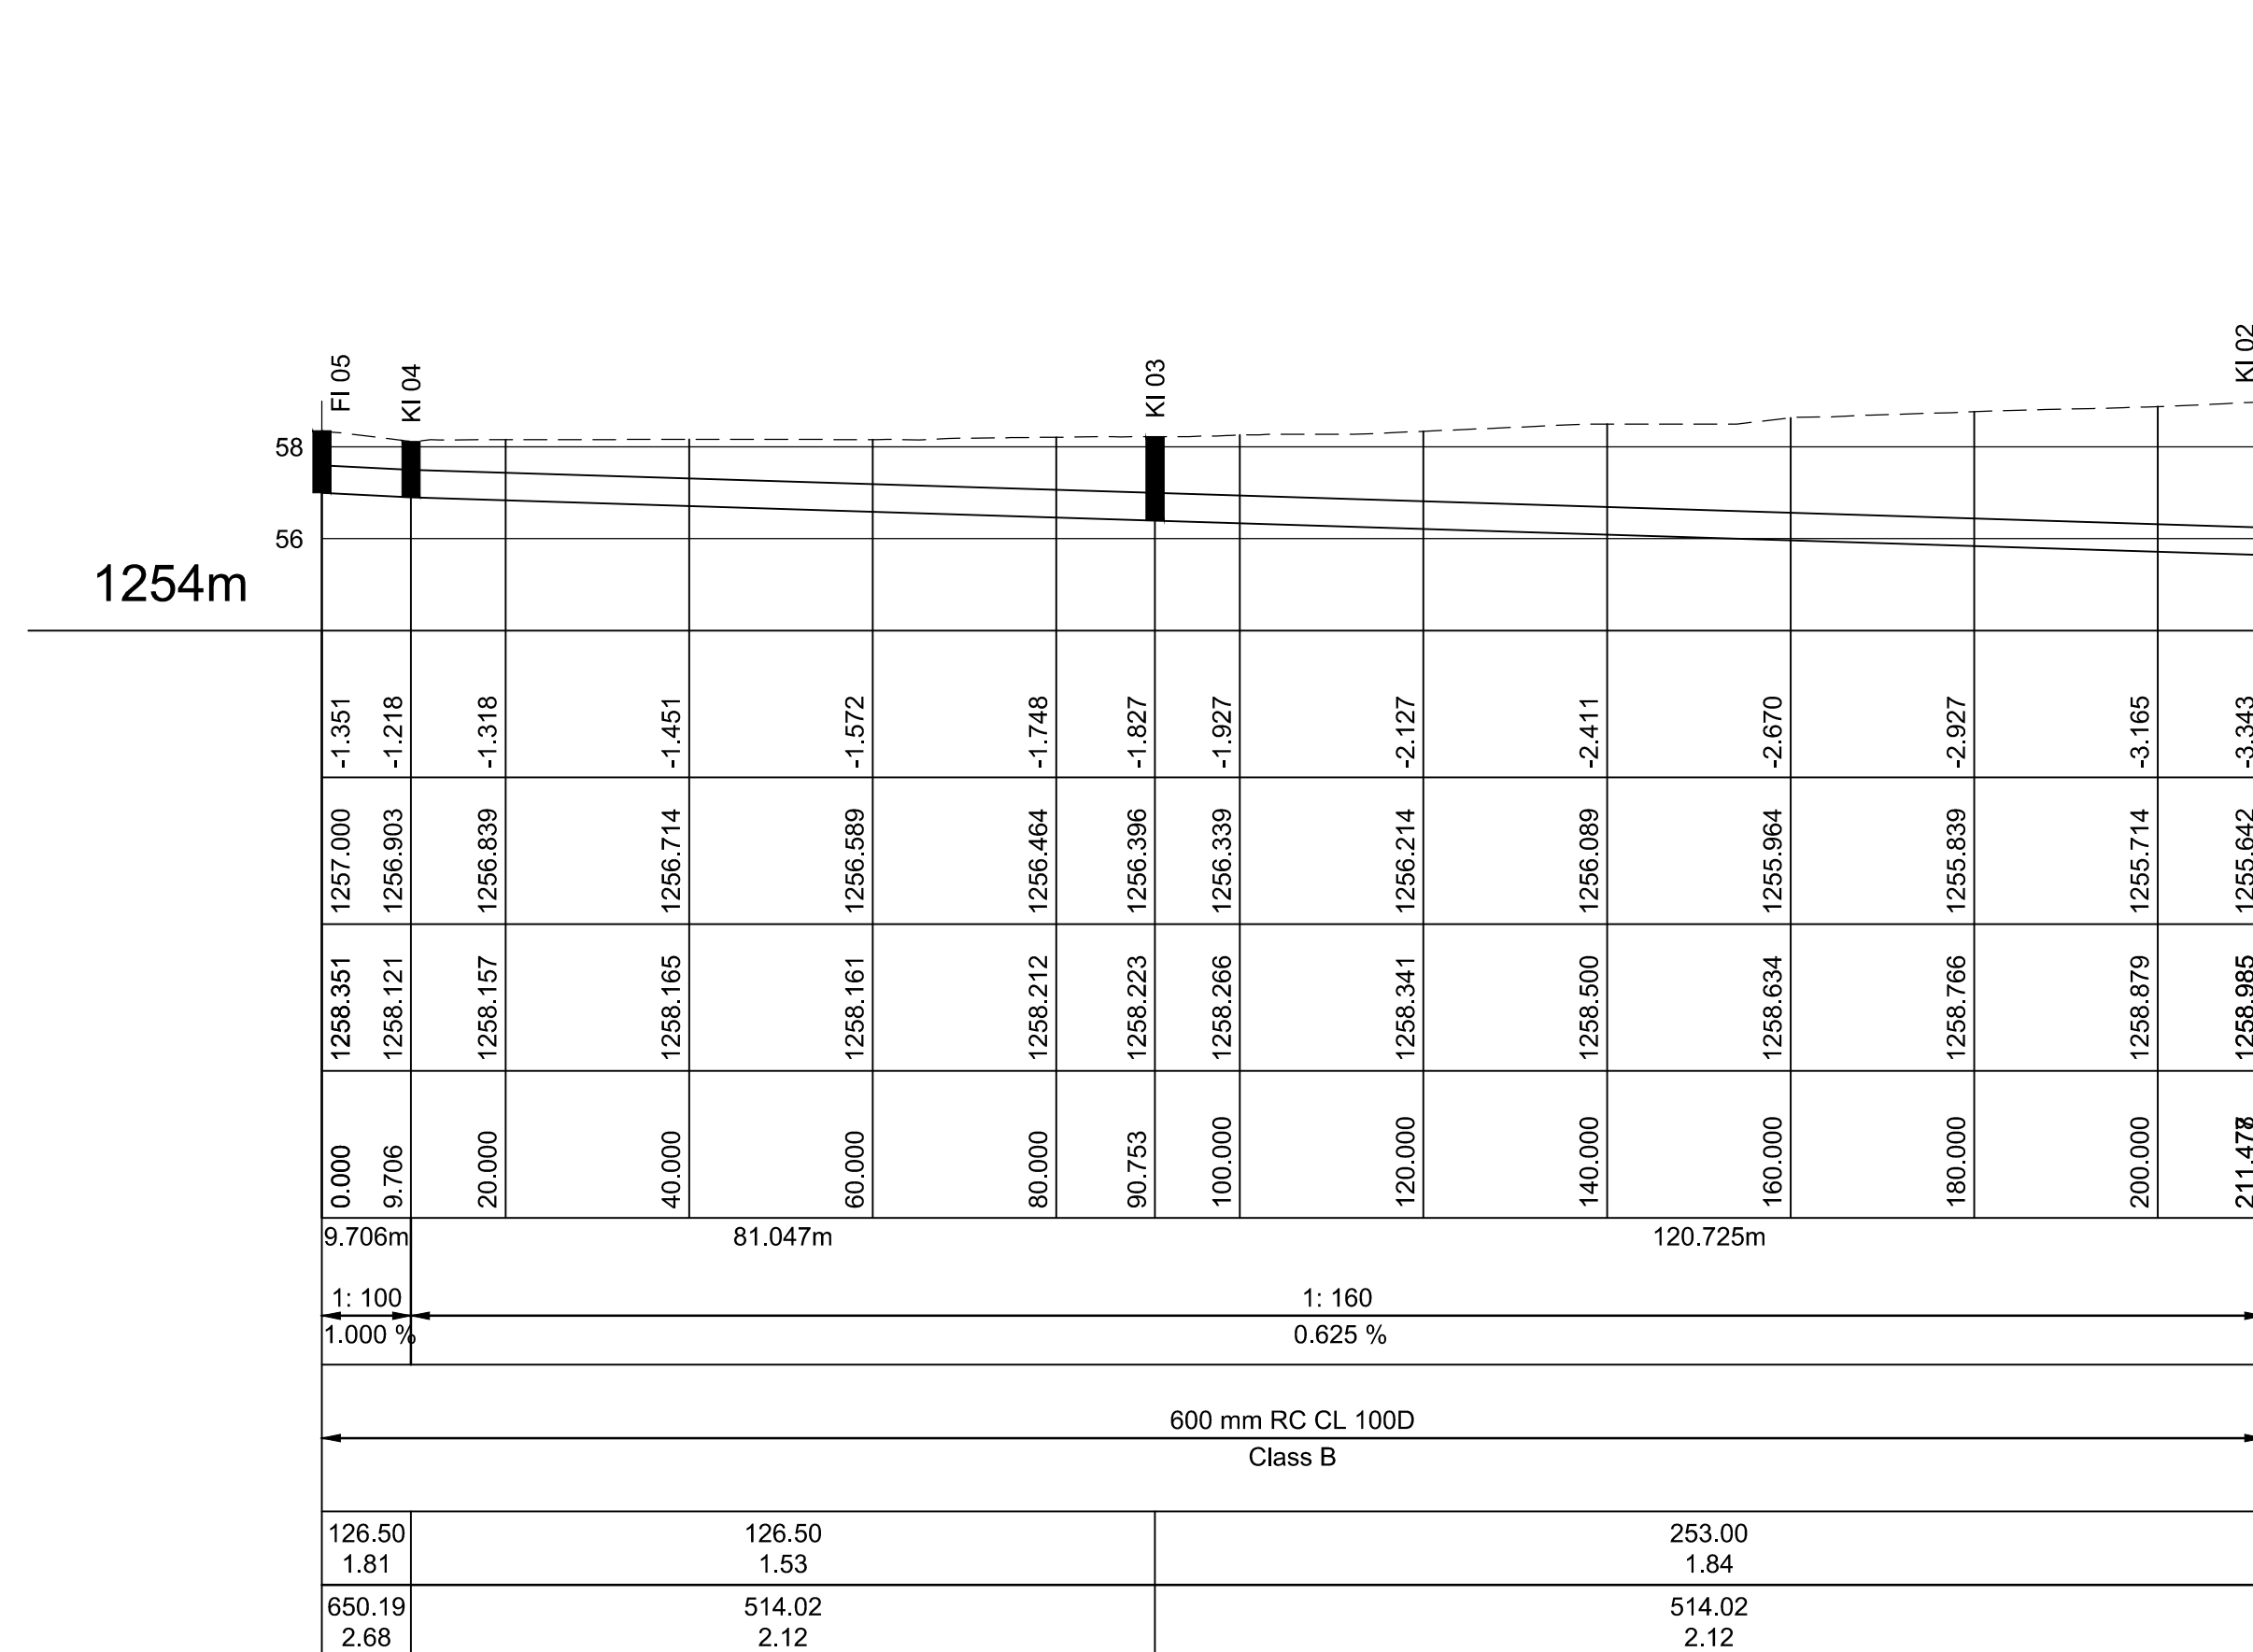 FI 05
KI 04
KI 03
KI 02
58
56
1254m
-1.351 -1.218 -1.318 -1.451 -1.572 -1.748 -1.827 -1.927 -2.127 -2.411 -2.670 -2.927 -3.165 -3.343
1257.000 1256.903 1256.839 1256.714 1256.589 1256.464 1256.396 1256.339 1256.214 1256.089 1255.964 1255.839 1255.714 1255.642
1258.351 1258.121 1258.157 1258.165 1258.161 1258.212 1258.223 1258.266 1258.341 1258.500 1258.634 1258.766 1258.879 1258.985
0.000 9.706 20.000 40.000 60.000 80.000 90.753 100.000 120.000 140.000 160.000 180.000 200.000
9.706m 81.047m 120.725m
1: 100 1: 160
1.000 % 0.625 %
600 mm RC CL 100D
Class B
126.50 126.50 253.00
1.81 1.53 1.84
650.19 514.02 514.02
2.68 2.12 2.12